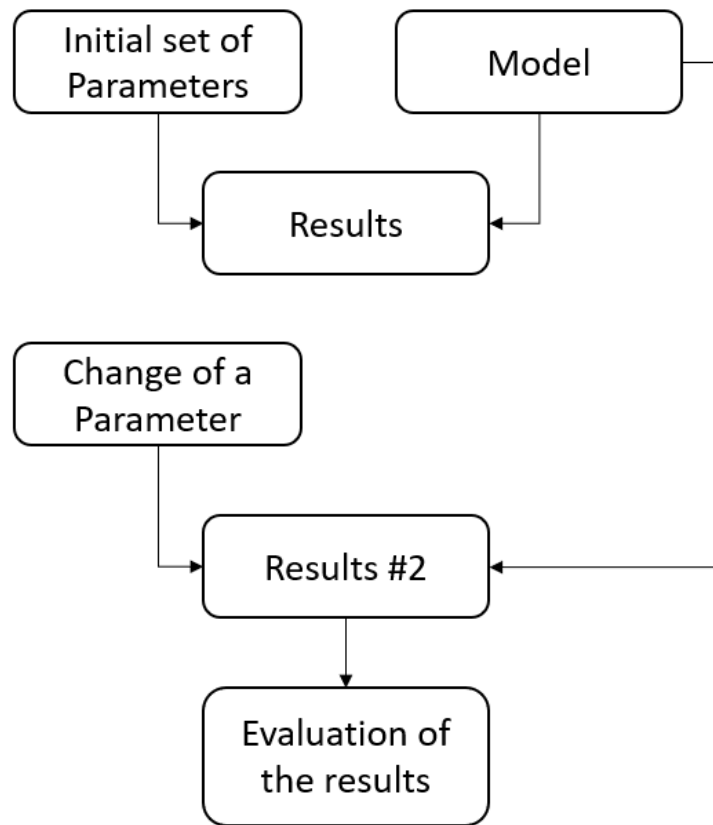 Initial set of
Parameters
Model
Results
Change of a
Parameter
Results #2
Evaluation of
the results